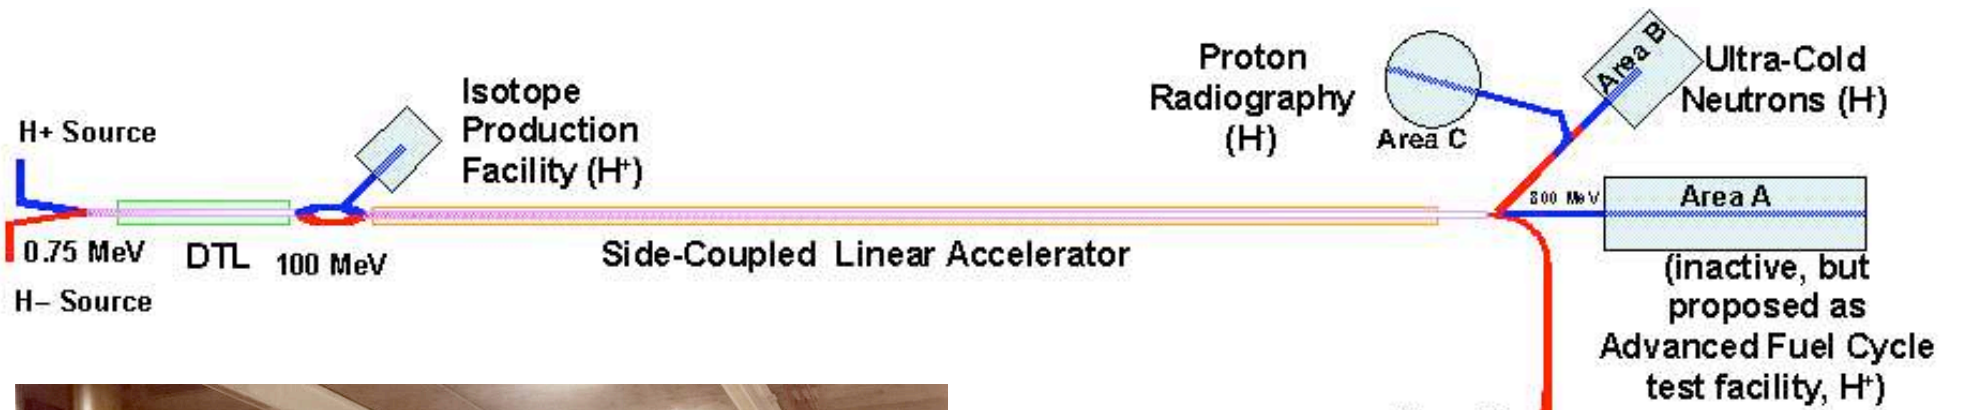 H+ Source
0.75 MeV
H– Source
DTL
100 MeV
Isotope
Production
Facility (H⁺)
Side-Coupled Linear Accelerator
Proton
Radiography
(H)
Area C
Area B
Ultra-Cold
Neutrons (H)
800 MeV
Area A
(inactive, but
proposed as
Advanced Fuel Cycle
test facility, H⁺)